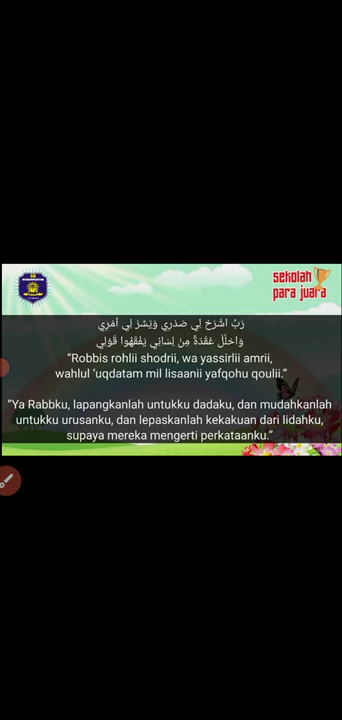 sekolah
para juara
رَبِّ اشْرَحْ لِي صَدْرِي وَيَسِّرْ لِي أَمْرِي
وَاحْلُلْ عُقْدَةً مِنْ لِسَانِي يَفْقَهُوا قَوْلِي
“Robbis rohlii shodrii, wa yassirlii amrii,
wahlul ‘uqdatam mil lisaanii yafqohu qoulii.”
“Ya Rabbku, lapangkanlah untukku dadaku, dan mudahkanlah
untukku urusanku, dan lepaskanlah kekakuan dari lidahku,
supaya mereka mengerti perkataanku.”